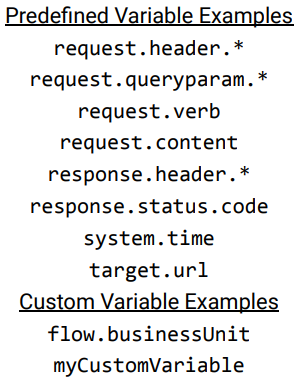 Predefined Variable Examples
request.header.*
request.queryparam.*
request.verb
request.content
response.header.*
response.status.code
system.time
target.url
Custom Variable Examples
flow.businessUnit
myCustomVariable